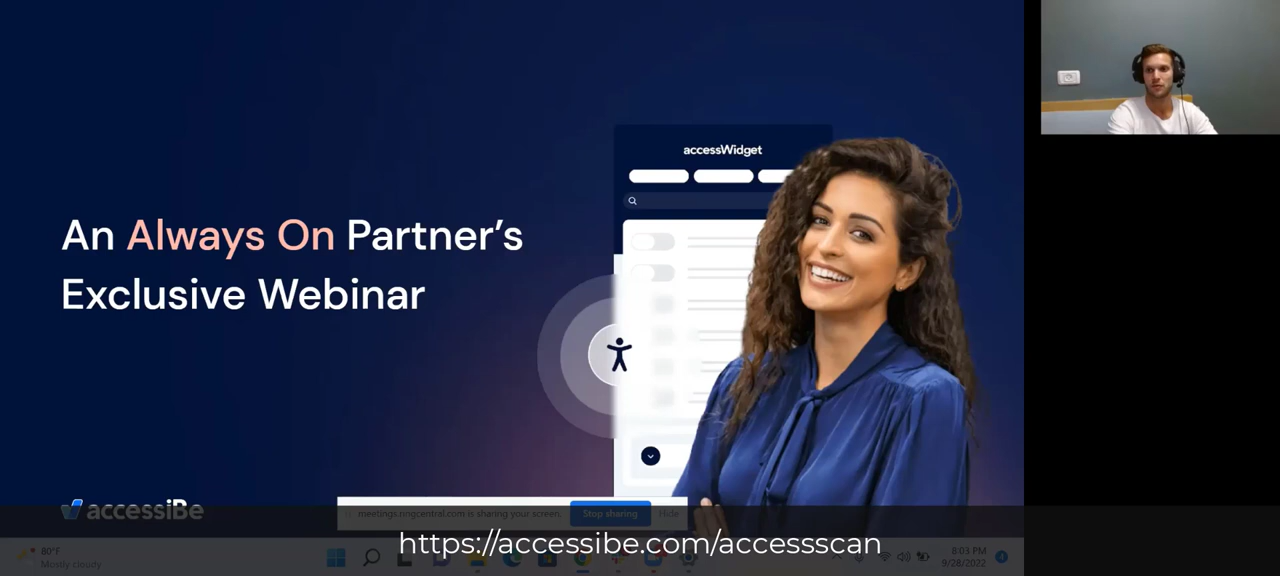 accessWidget
An Always On Partner's
Exclusive Webinar
accessiBe
meetings.ringcentral.com is sharing your screen.
Stop sharing
Hide
https://accessibe.com/accessscan
80°F
Mostly cloudy
8:03 PM
9/28/2022